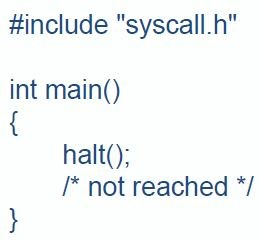 #include "syscall.h"

int main()
{
        halt();
        /* not reached */
}